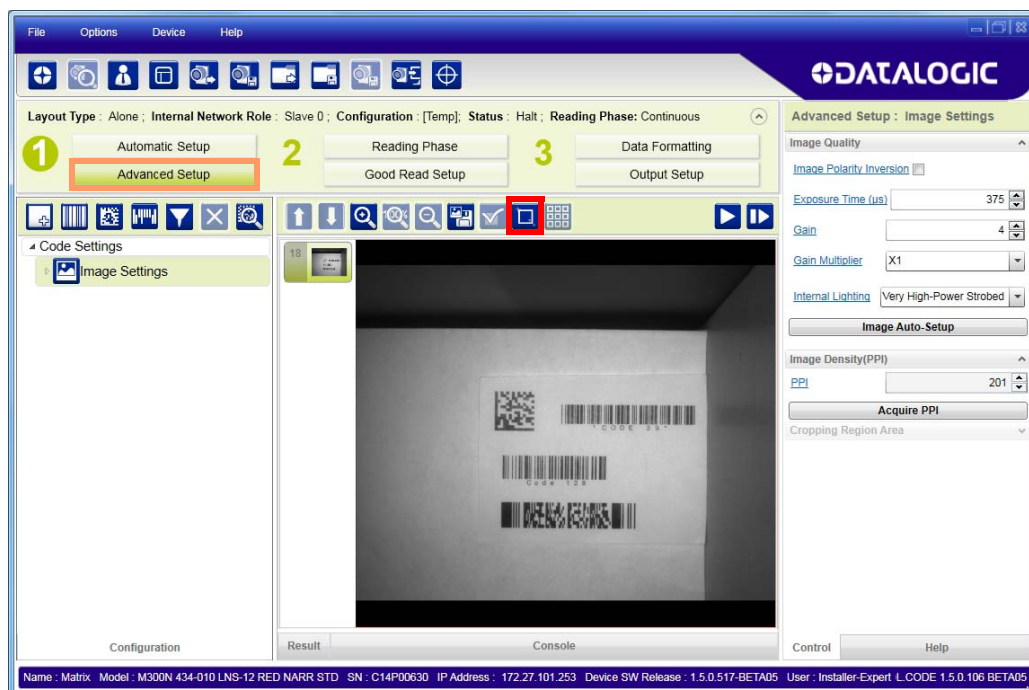 File Options Device Help
DATALOGIC
Layout Type : Alone ; Internal Network Role : Slave 0 ; Configuration : [Temp]; Status : Halt ; Reading Phase: Continuous
1 Automatic Setup
Advanced Setup
2 Reading Phase
Good Read Setup
3 Data Formatting
Output Setup
Code Settings
Image Settings
Configuration
18
*CODE 39*
Code 128
Result Console
Advanced Setup : Image Settings
Image Quality
Image Polarity Inversion
Exposure Time (µs) 375
Gain 4
Gain Multiplier X1
Internal Lighting Very High-Power Strobed
Image Auto-Setup
Image Density(PPI)
PPI 201
Acquire PPI
Cropping Region Area
Control Help
Name : Matrix Model : M300N 434-010 LNS-12 RED NARR STD SN : C14P00630 IP Address : 172.27.101.253 Device SW Release : 1.5.0.517-BETA05 User : Installer-Expert -L.CODE 1.5.0.106 BETA05